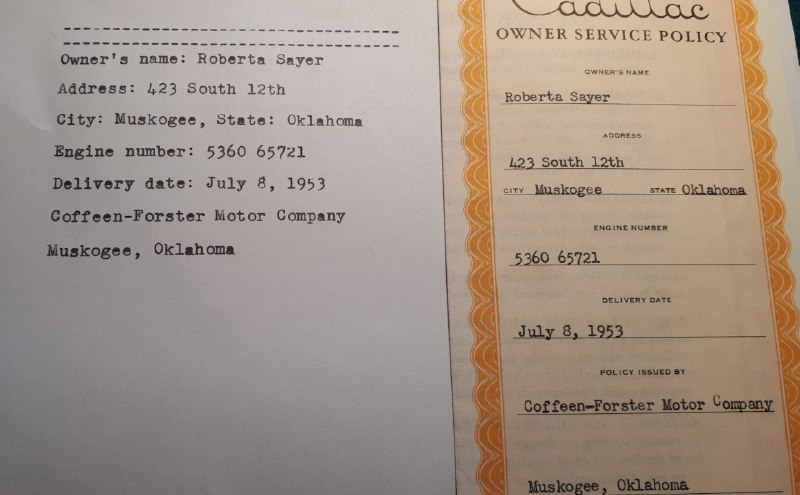 Owner's name: Roberta Sayer
Address: 423 South 12th
City: Muskogee, State: Oklahoma
Engine number: 5360 65721
Delivery date: July 8, 1953
Coffeen-Forster Motor Company
Muskogee, Oklahoma
Cadillac
OWNER SERVICE POLICY
OWNER'S NAME
Roberta Sayer
ADDRESS
423 South 12th
CITY Muskogee STATE Oklahoma
ENGINE NUMBER
5360 65721
DELIVERY DATE
July 8, 1953
POLICY ISSUED BY
Coffeen-Forster Motor Company
Muskogee, Oklahoma